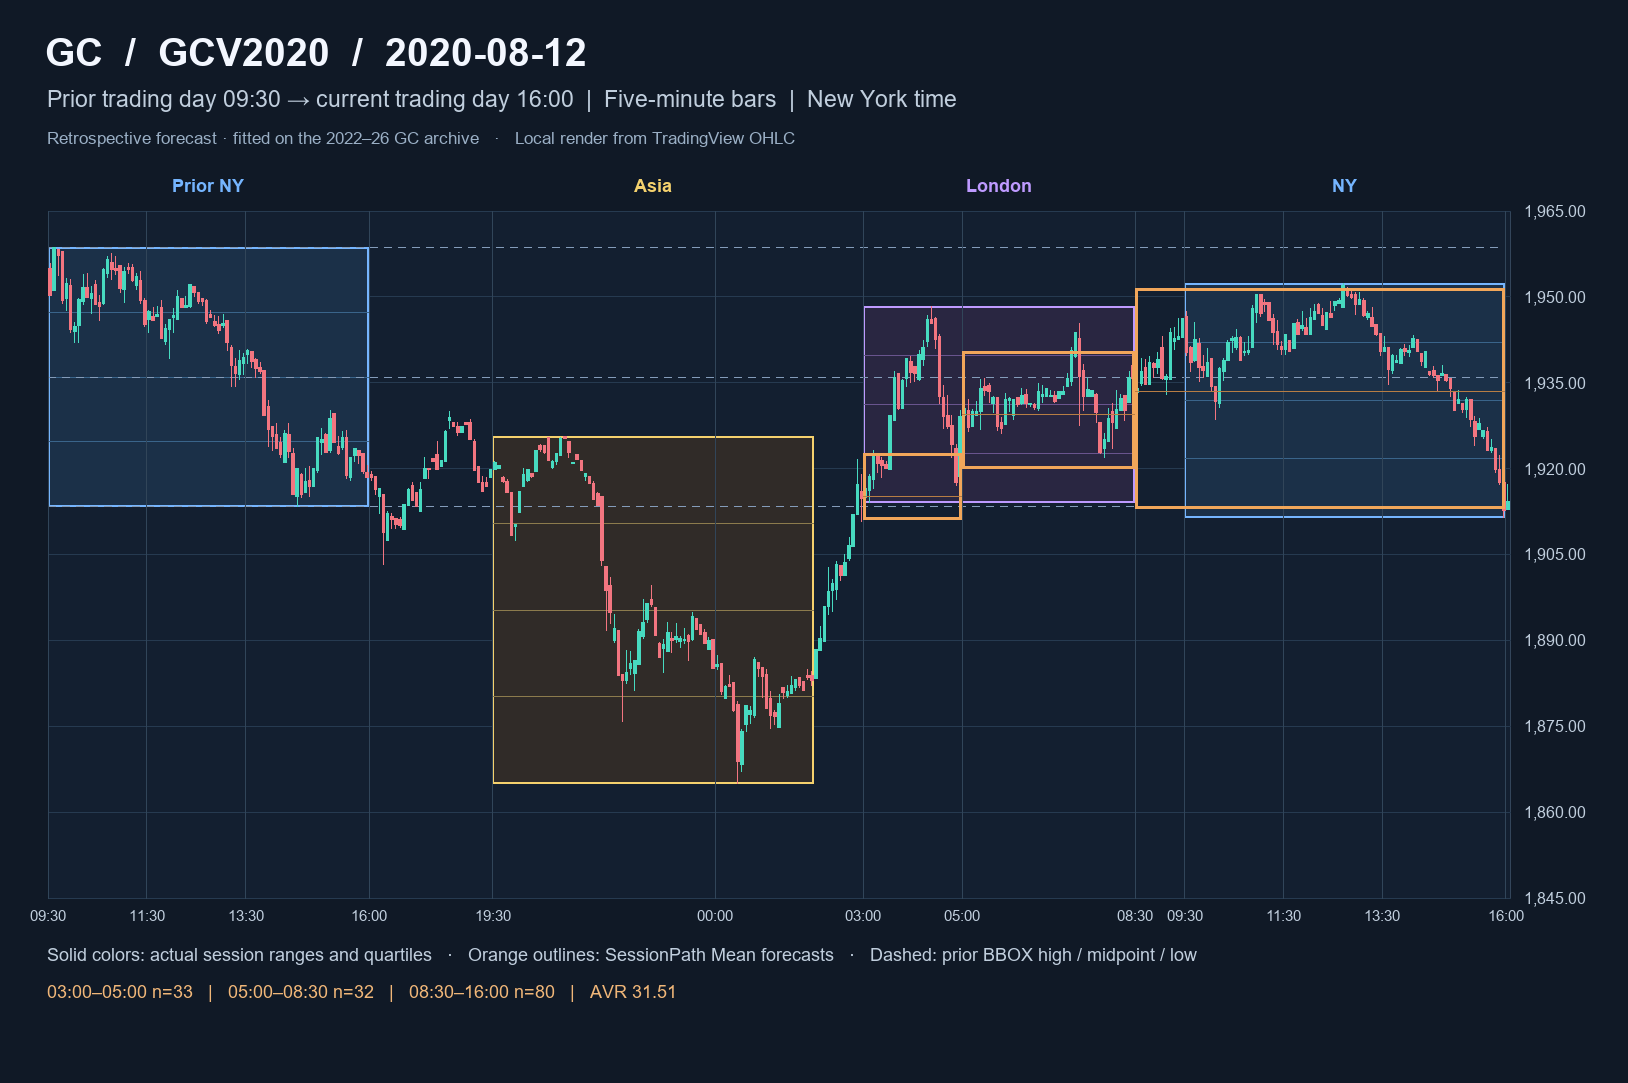 GC / GCV2020 / 2020-08-12
Prior trading day 09:30 → current trading day 16:00 | Five-minute bars | New York time
Retrospective forecast · fitted on the 2022–26 GC archive · Local render from TradingView OHLC
Prior NY Asia London NY
1,965.00
1,950.00
1,935.00
1,920.00
1,905.00
1,890.00
1,875.00
1,860.00
1,845.00
09:30 11:30 13:30 16:00 19:30 00:00 03:00 05:00 08:30 09:30 11:30 13:30 16:00
Solid colors: actual session ranges and quartiles · Orange outlines: SessionPath Mean forecasts · Dashed: prior BBOX high / midpoint / low
03:00–05:00 n=33 | 05:00–08:30 n=32 | 08:30–16:00 n=80 | AVR 31.51